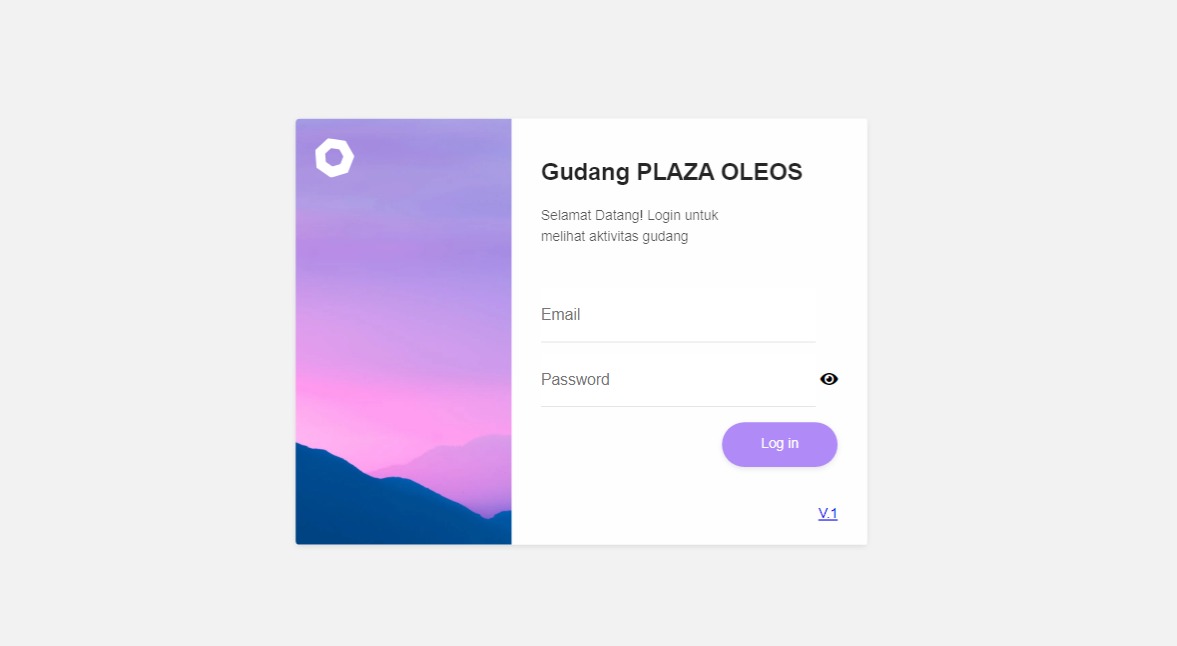 Gudang PLAZA OLEOS
Selamat Datang! Login untuk
melihat aktivitas gudang
Email
Password
Log in
V.1